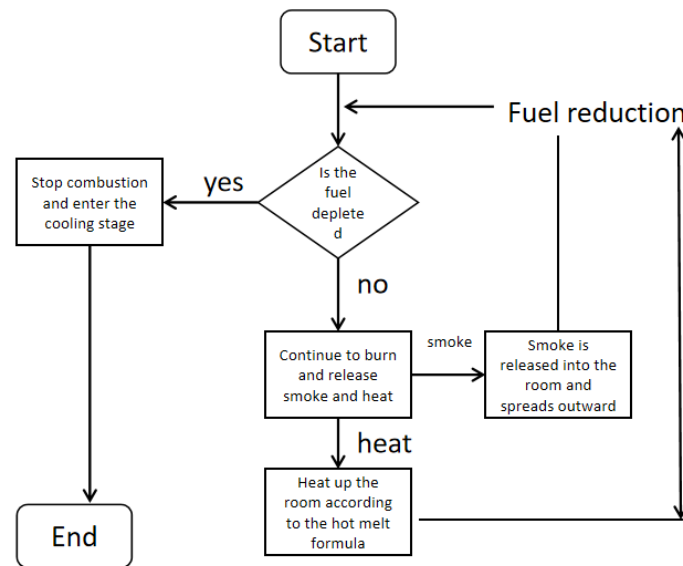 Start
Fuel reduction
Is the
fuel
deplete
d
yes
Stop combustion
and enter the
cooling stage
no
Continue to burn
and release
smoke and heat
smoke
Smoke is
released into the
room and
spreads outward
heat
Heat up the
room according
to the hot melt
formula
End